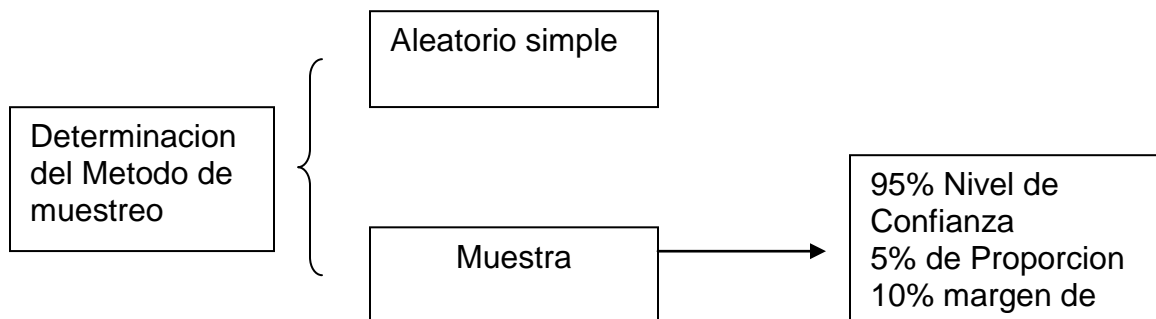 Aleatorio simple
Determinacion
del Metodo de
muestreo
Muestra
95% Nivel de
Confianza
5% de Proporcion
10% margen de